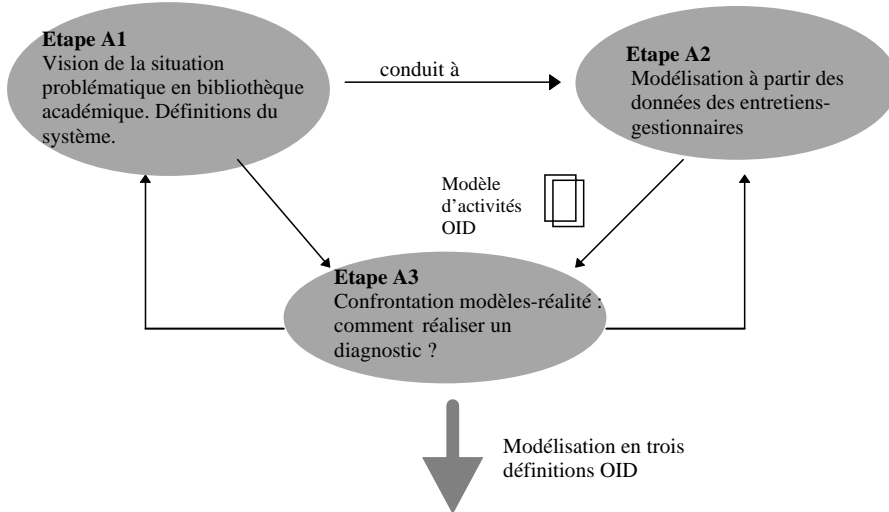 Etape A1
Vision de la situation
problématique en bibliothèque
académique. Définitions du
système.
conduit à
Etape A2
Modélisation à partir des
données des entretiens-
gestionnaires
Modèle
d’activités
OID
Etape A3
Confrontation modèles-réalité :
comment réaliser un
diagnostic ?
Modélisation en trois
définitions OID